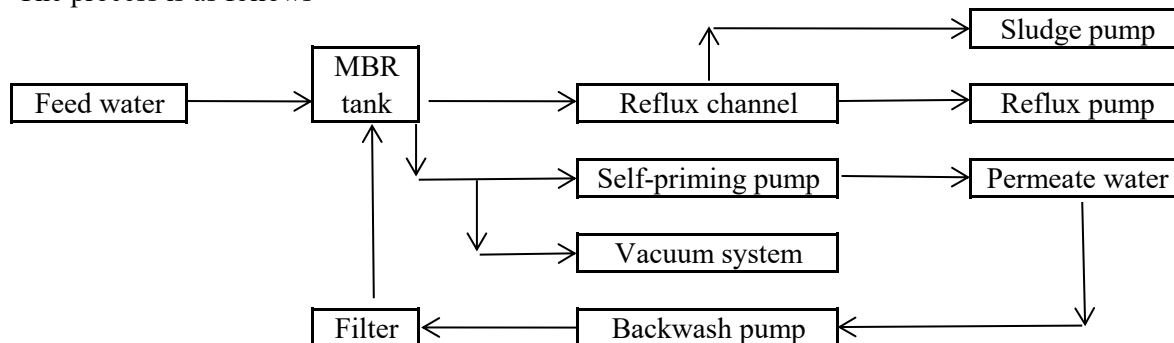 The process is as follows
Sludge pump
MBR
tank
Feed water
Reflux channel
Reflux pump
Self-priming pump
Permeate water
Vacuum system
Filter
Backwash pump